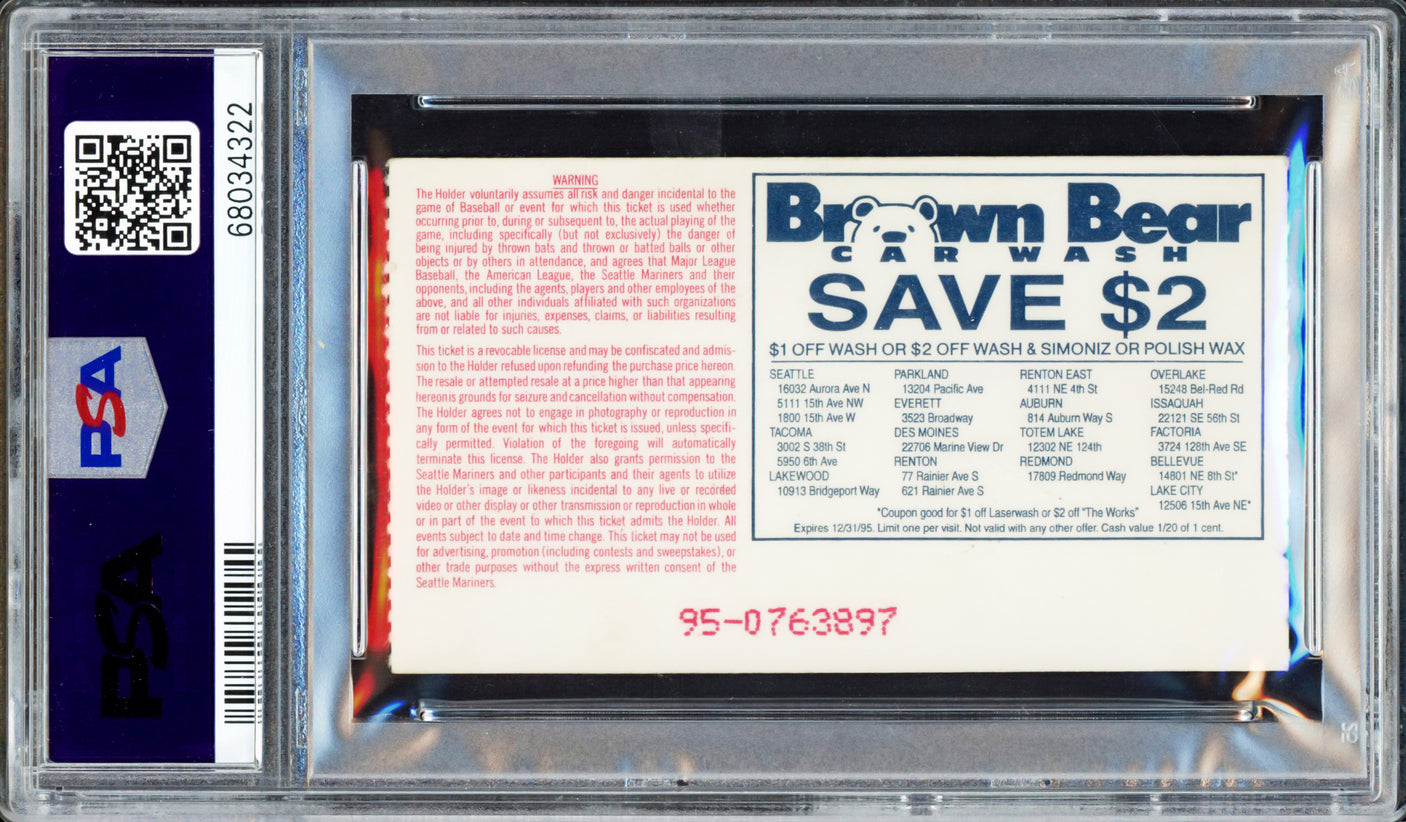 68034322
PSA
PSA
WARNING
The Holder voluntarily assumes all risk and danger incidental to the
game of Baseball or event for which this ticket is used whether
occurring prior to, during or subsequent to, the actual playing of the
game, including specifically (but not exclusively) the danger of
being injured by thrown bats and thrown or batted balls or other
objects or by others in attendance, and agrees that Major League
Baseball, the American League, the Seattle Mariners and their
opponents, including the agents, players and other employees of the
above, and all other individuals affiliated with such organizations
are not liable for injuries, expenses, claims, or liabilities resulting
from or related to such causes.
This ticket is a revocable license and may be confiscated and admis-
sion to the Holder refused upon refunding the purchase price hereon.
The resale or attempted resale at a price higher than that appearing
hereon is grounds for seizure and cancellation without compensation.
The Holder agrees not to engage in photography or reproduction in
any form of the event for which this ticket is issued, unless specifi-
cally permitted. Violation of the foregoing will automatically
terminate this license. The Holder also grants permission to the
Seattle Mariners and other participants and their agents to utilize
the Holder's image or likeness incidental to any live or recorded
video or other display or other transmission or reproduction in whole
or in part of the event to which this ticket admits the Holder. All
events subject to date and time change. This ticket may not be used
for advertising, promotion (including contests and sweepstakes), or
other trade purposes without the express written consent of the
Seattle Mariners.
Brown Bear
CAR WASH
SAVE $2
$1 OFF WASH OR $2 OFF WASH & SIMONIZ OR POLISH WAX
SEATTLE
16032 Aurora Ave N
5111 15th Ave NW
1800 15th Ave W
TACOMA
3002 S 38th St
5950 6th Ave
LAKEWOOD
10913 Bridgeport Way
PARKLAND
13204 Pacific Ave
EVERETT
3523 Broadway
DES MOINES
22706 Marine View Dr
RENTON
77 Rainier Ave S
621 Rainier Ave S
RENTON EAST
4111 NE 4th St
AUBURN
814 Auburn Way S
TOTEM LAKE
12302 NE 124th
REDMOND
17809 Redmond Way
OVERLAKE
15248 Bel-Red Rd
ISSAQUAH
22121 SE 56th St
FACTORIA
3724 128th Ave SE
BELLEVUE
14801 NE 8th St*
LAKE CITY
12506 15th Ave NE*
*Coupon good for $1 off Laserwash or $2 off "The Works"
Expires 12/31/95. Limit one per visit. Not valid with any other offer. Cash value 1/20 of 1 cent.
95-0763897